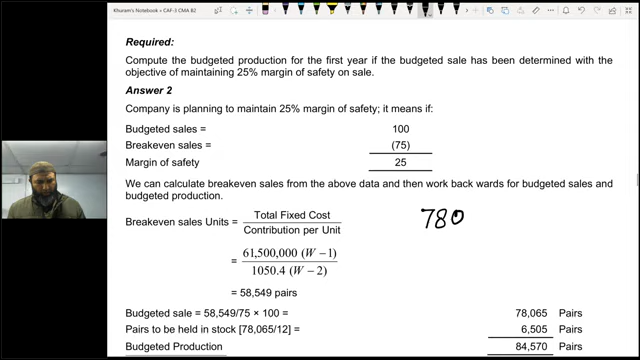 Khuram's Notebook » CAF-3 CMA B2
Required:
Compute the budgeted production for the first year if the budgeted sale has been determined with the
objective of maintaining 25% margin of safety on sale.
Answer 2
Company is planning to maintain 25% margin of safety; it means if:
Budgeted sales = 100
Breakeven sales = (75)
Margin of safety 25
We can calculate breakeven sales from the above data and then work back wards for budgeted sales and
budgeted production.
Breakeven sales Units = Total Fixed Cost / Contribution per Unit 780
= 61,500,000 (W – 1) / 1050.4 (W – 2)
= 58,549 pairs
Budgeted sale = 58,549/75 × 100 = 78,065 Pairs
Pairs to be held in stock [78,065/12] = 6,505 Pairs
Budgeted Production 84,570 Pairs